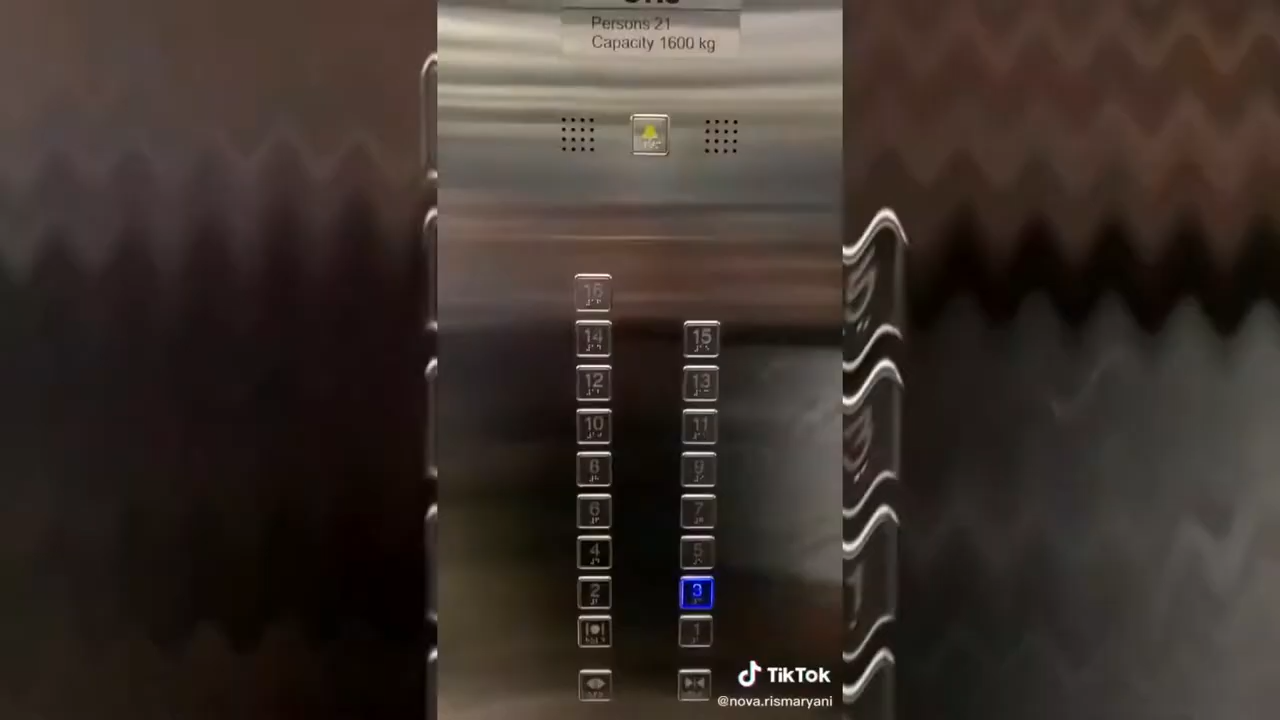 Persons 21
Capacity 1600 kg
16
14 15
12 13
10 11
8 9
6 7
4 5
2 3
1
TikTok
@nova.rismaryani